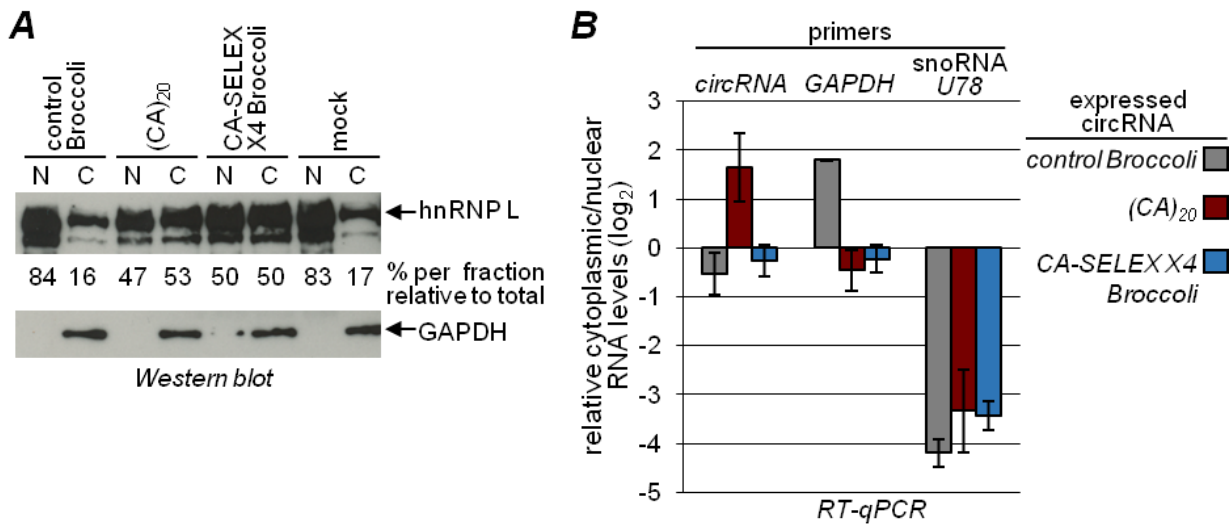 A
control
Broccoli
(CA)20
CA-SELEX
X4 Broccoli
mock
N C N C N C N C
hnRNP L
84 16 47 53 50 50 83 17
% per fraction
relative to total
GAPDH
Western blot
B
primers
circRNA GAPDH snoRNA
U78
relative cytoplasmic/nuclear
RNA levels (log2)
3
2
1
0
-1
-2
-3
-4
-5
RT-qPCR
expressed
circRNA
control Broccoli
(CA)20
CA-SELEX X4
Broccoli